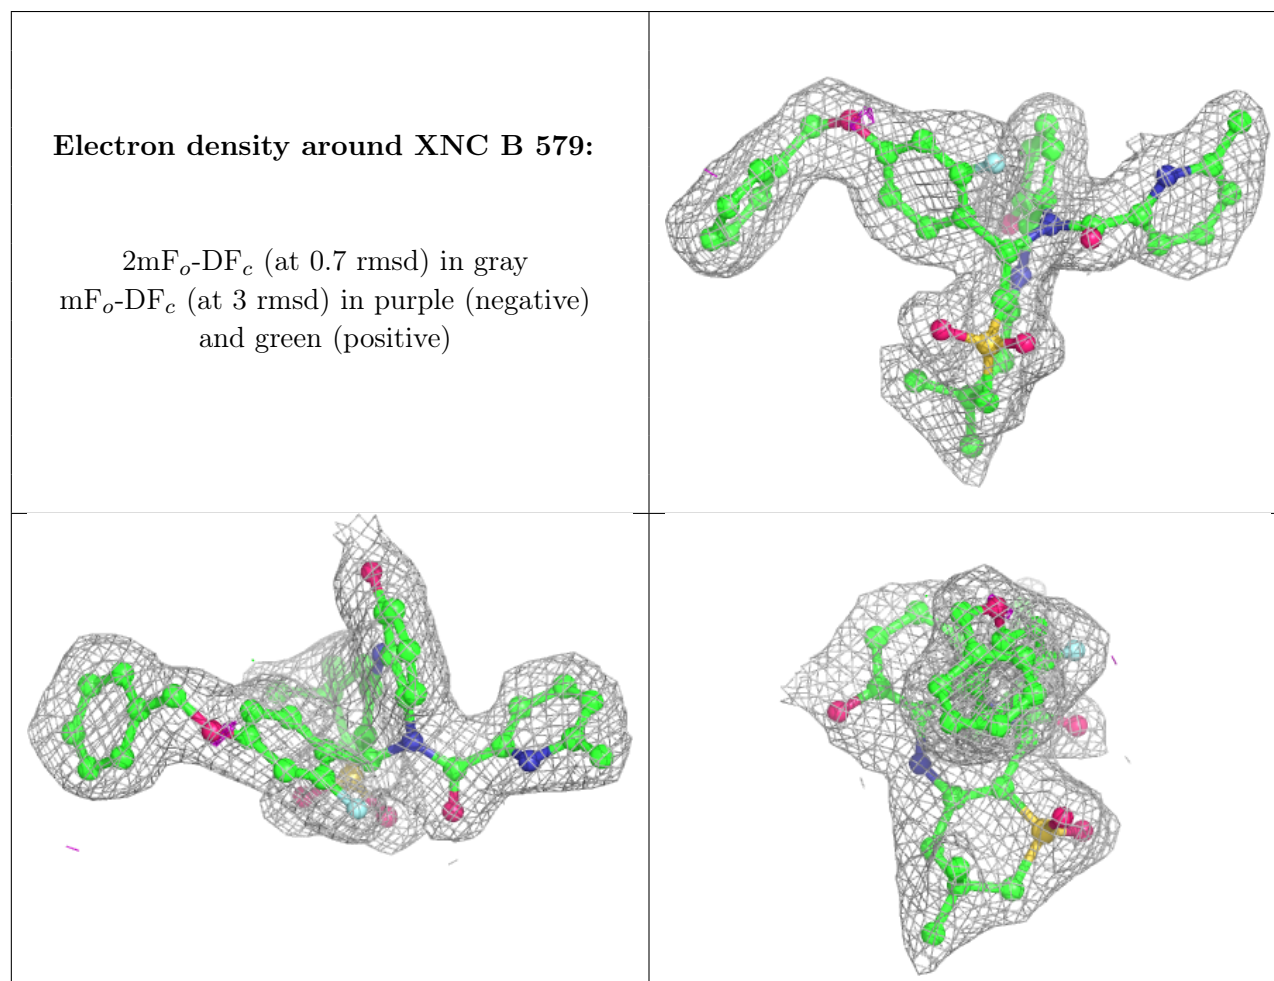 Electron density around XNC B 579:
2mFo-DFc (at 0.7 rmsd) in gray
mFo-DFc (at 3 rmsd) in purple (negative)
and green (positive)